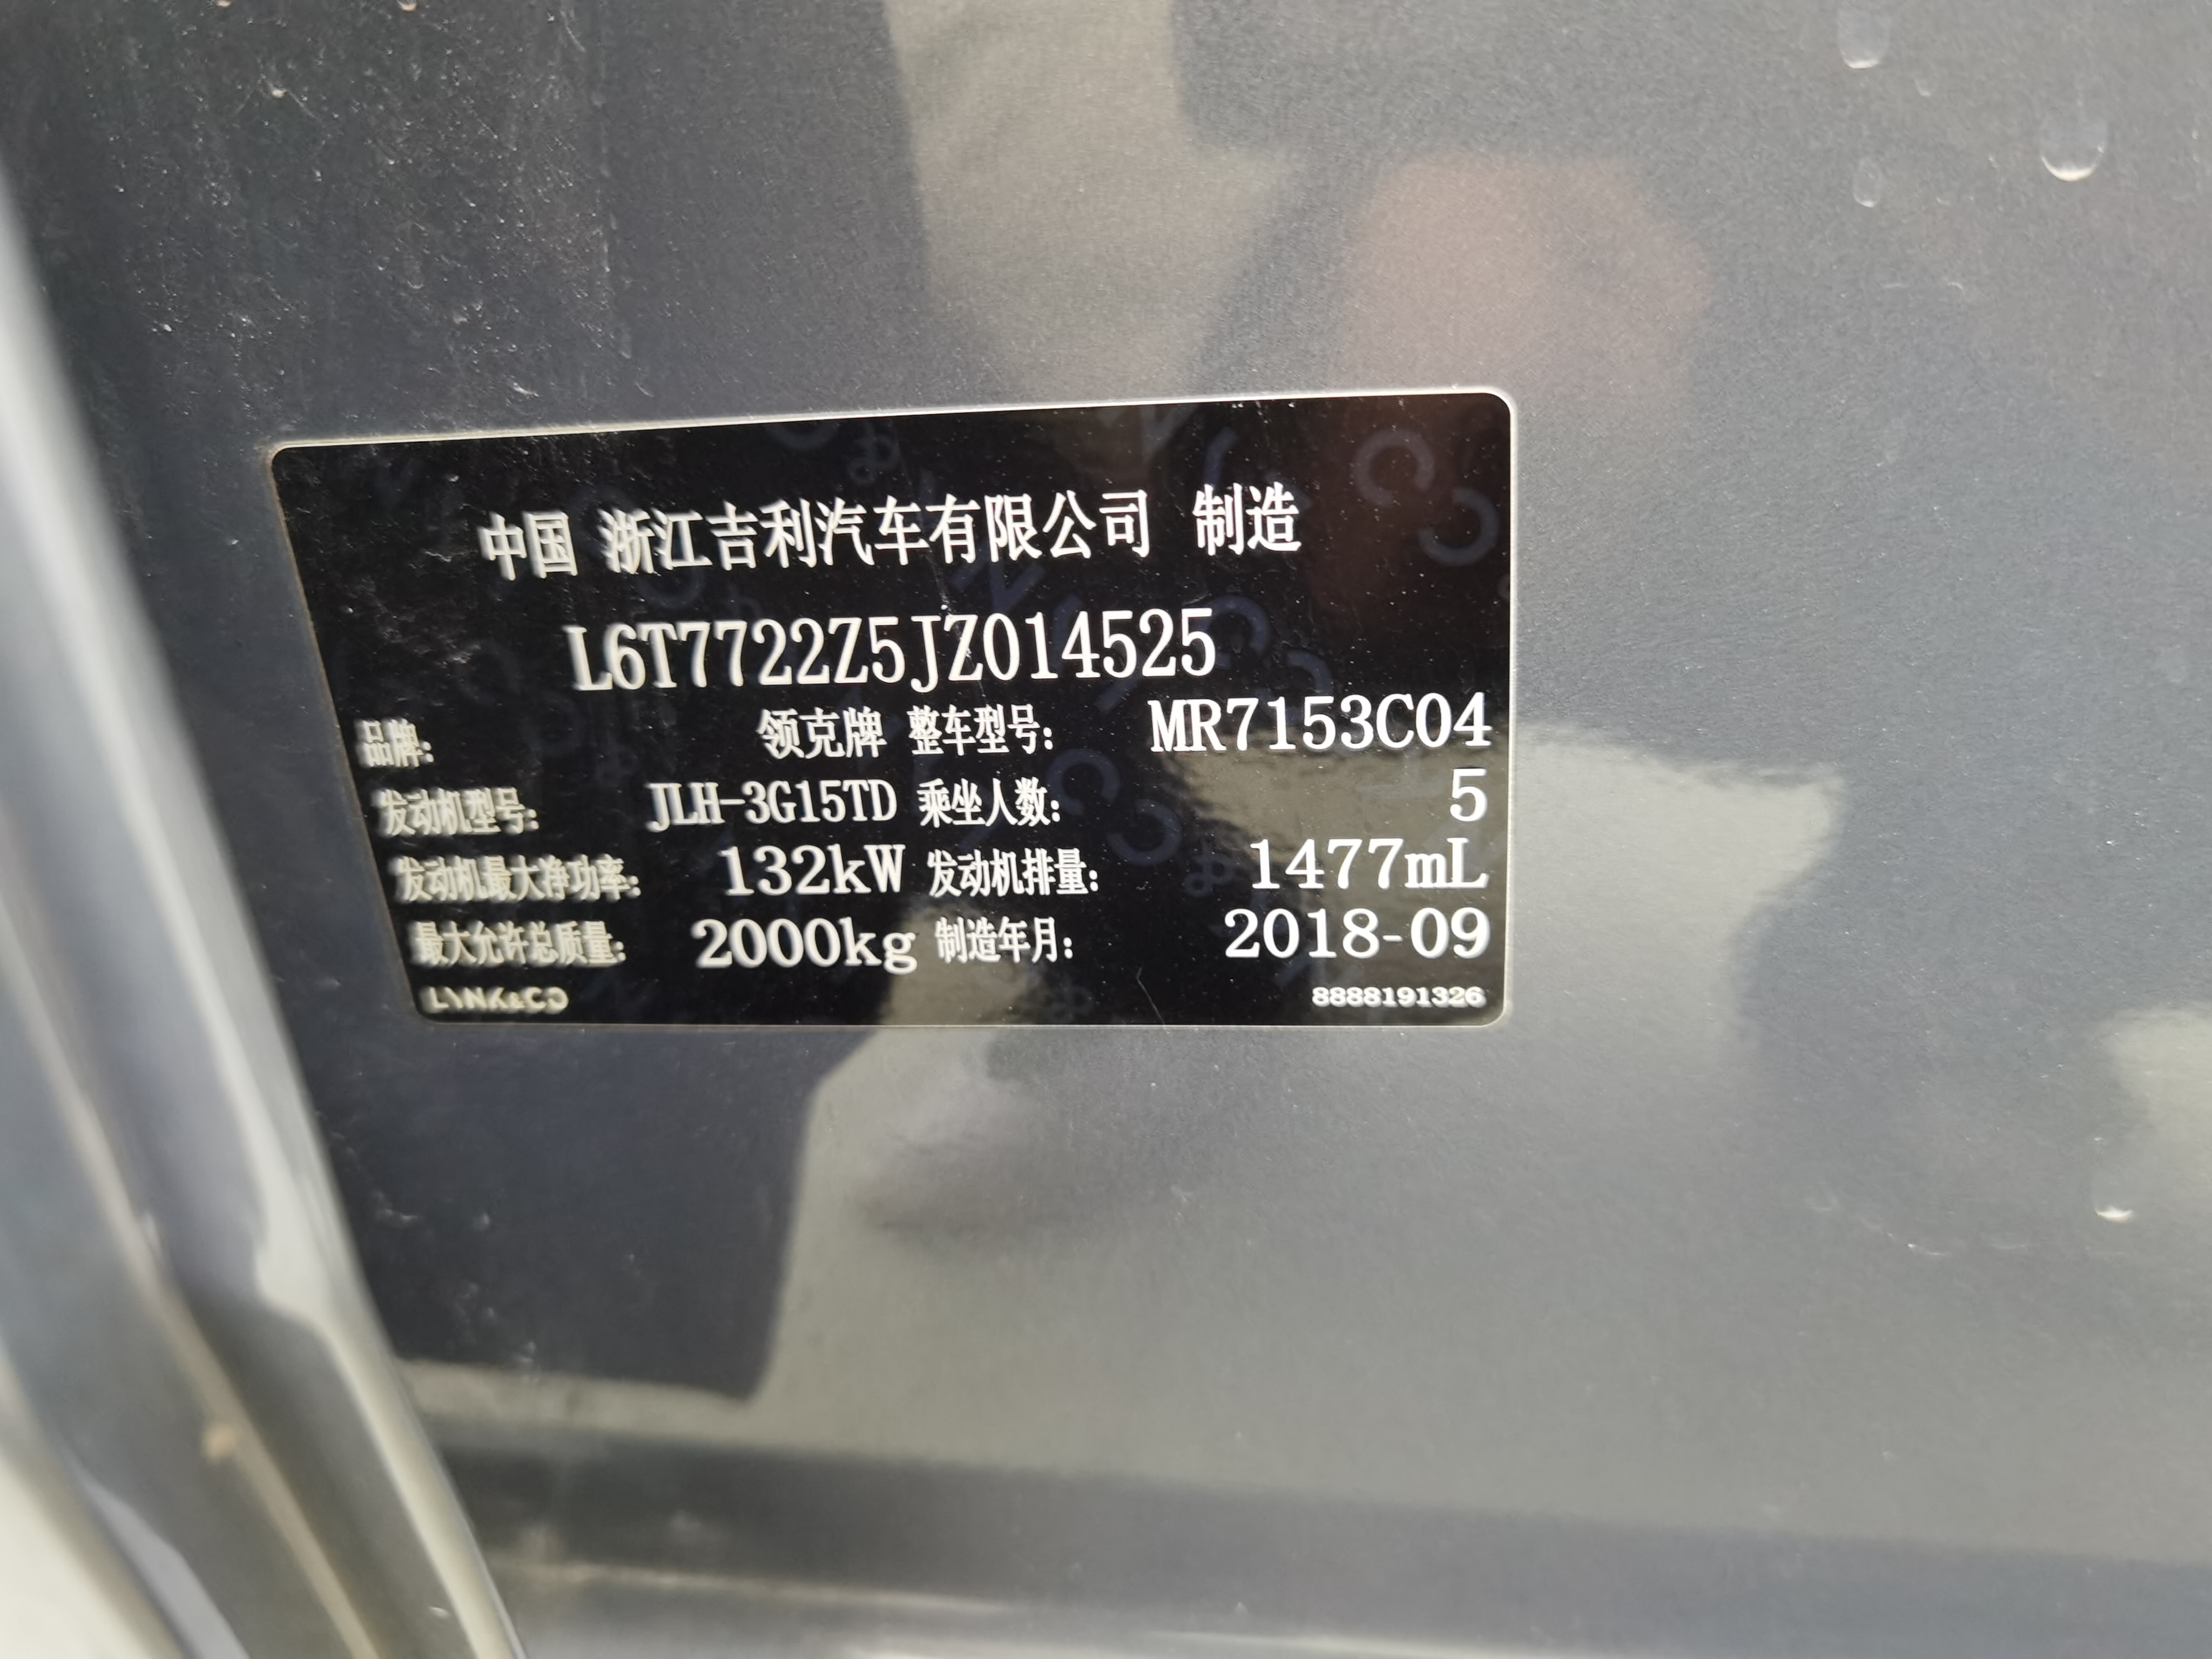 中国 浙江吉利汽车有限公司 制造
L6T7722Z5JZ014525
品牌: 领克牌 整车型号: MR7153C04
发动机型号: JLH-3G15TD 乘坐人数: 5
发动机最大净功率: 132kW 发动机排量: 1477mL
最大允许总质量: 2000kg 制造年月: 2018-09
LYNK&CO 8888191326